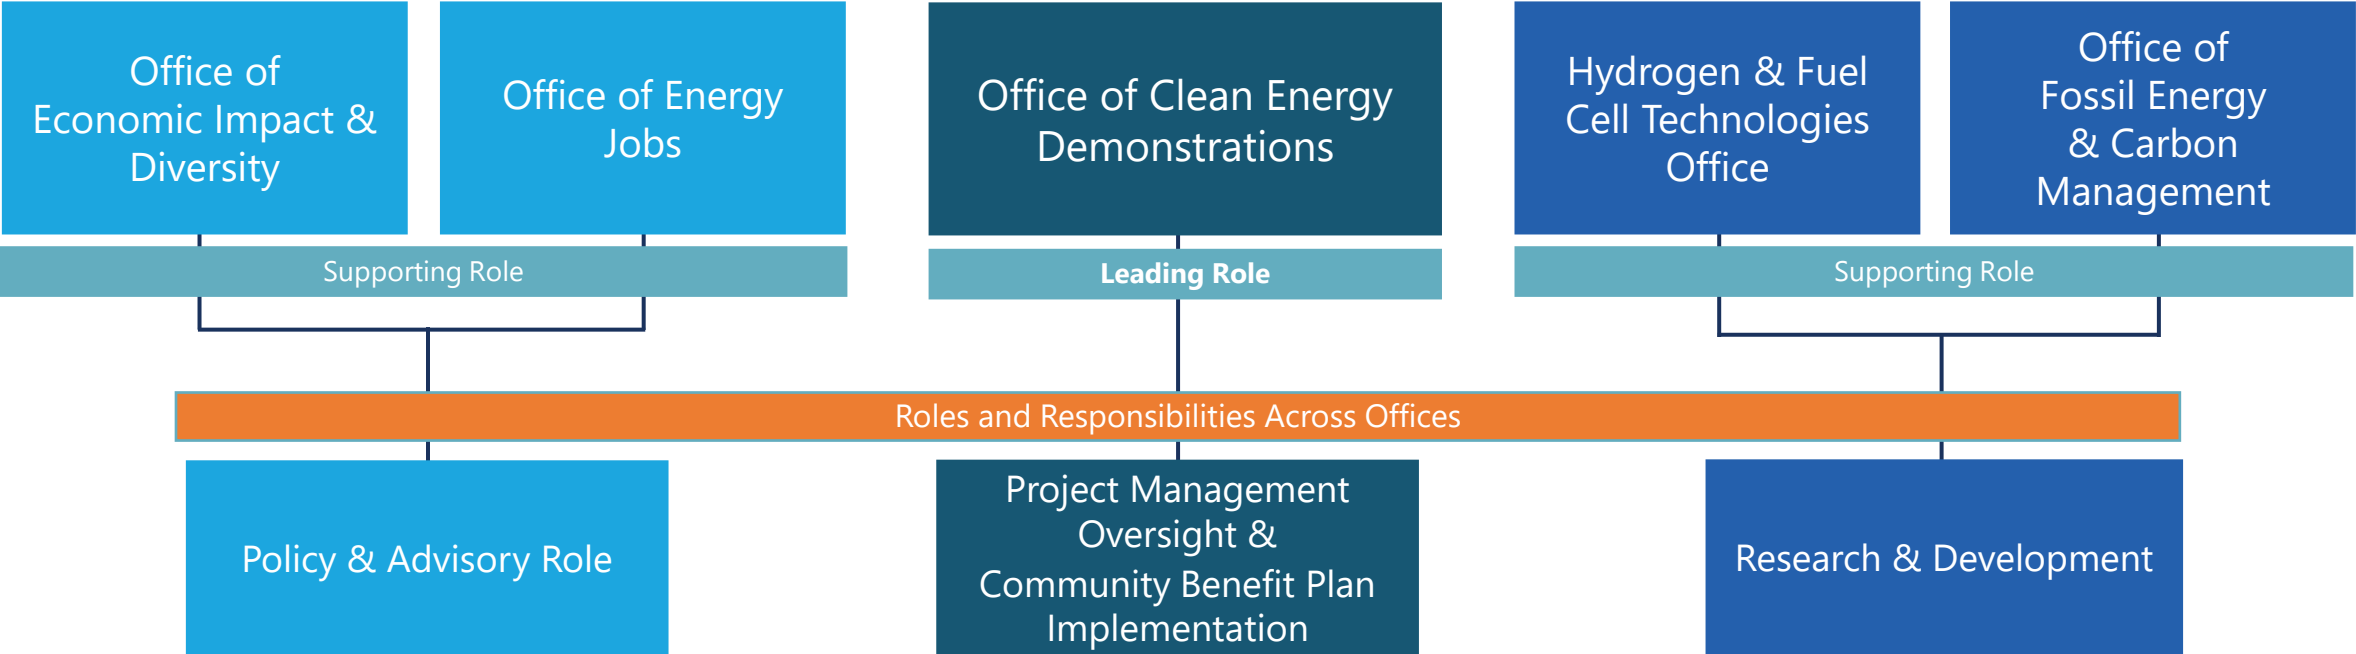 Office of
Economic Impact &
Diversity
Office of Energy
Jobs
Office of Clean Energy
Demonstrations
Hydrogen & Fuel
Cell Technologies
Office
Office of
Fossil Energy
& Carbon
Management
Supporting Role
Leading Role
Supporting Role
Roles and Responsibilities Across Offices
Policy & Advisory Role
Project Management
Oversight &
Community Benefit Plan
Implementation
Research & Development